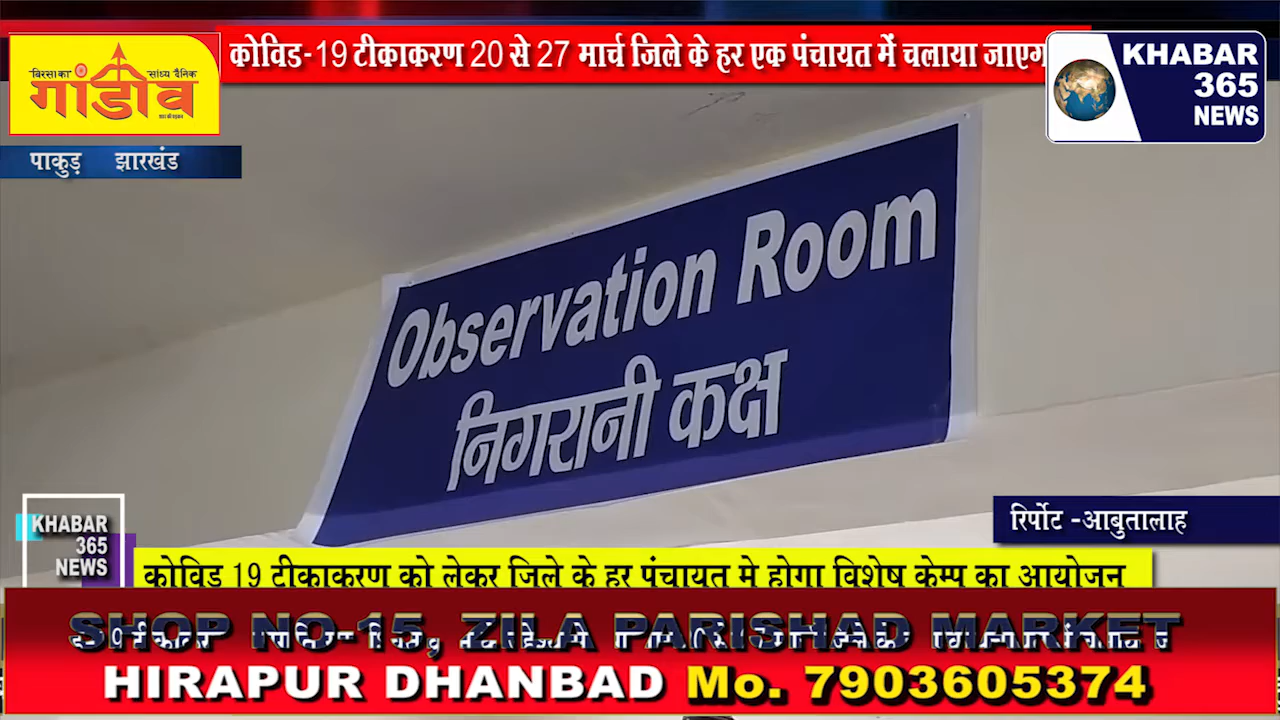 कोविड-19 टीकाकरण 20 से 27 मार्च जिले के हर एक पंचायत में चलाया जाएग
बिरसा का सांध्य दैनिक
गांडीव
KHABAR
365
NEWS
पाकुड़ झारखंड
Observation Room
निगरानी कक्ष
रिर्पोट -आबुतालाह
KHABAR
365
NEWS
कोविड 19 टीकाकरण को लेकर जिले के हर पंचायत मे होगा विशेष केम्प का आयोजन
SHOP NO-15, ZILA PARISHAD MARKET
HIRAPUR DHANBAD Mo. 7903605374